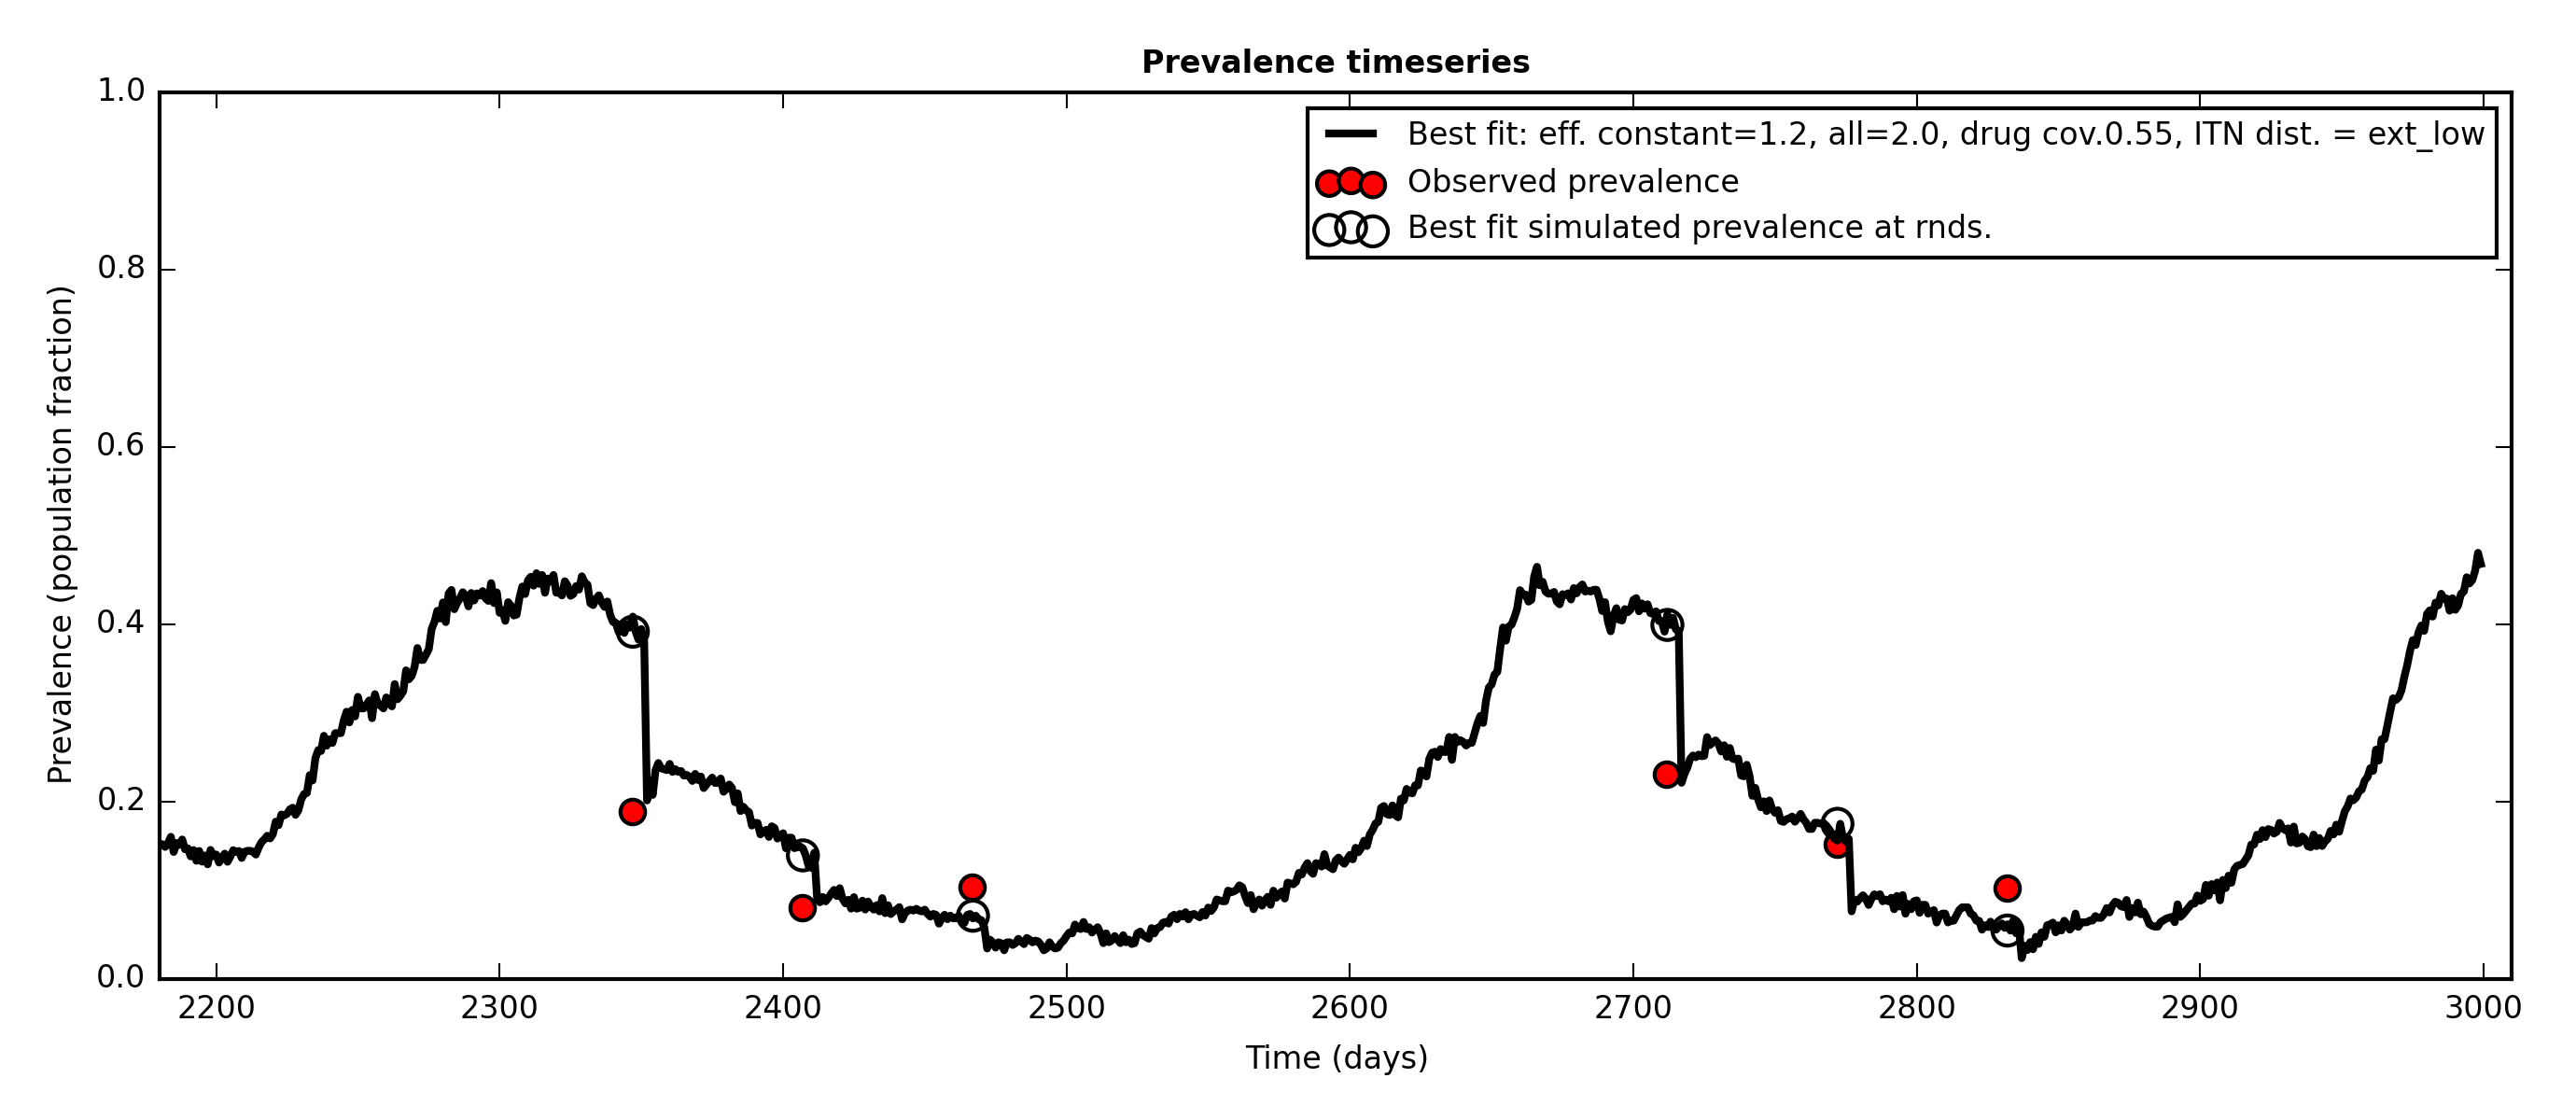 Prevalence timeseries
1.0
0.8
0.6
0.4
0.2
0.0
Prevalence (population fraction)
Best fit: eff. constant=1.2, all=2.0, drug cov.0.55, ITN dist. = ext_low
Observed prevalence
Best fit simulated prevalence at rnds.
2200 2300 2400 2500 2600 2700 2800 2900 3000
Time (days)